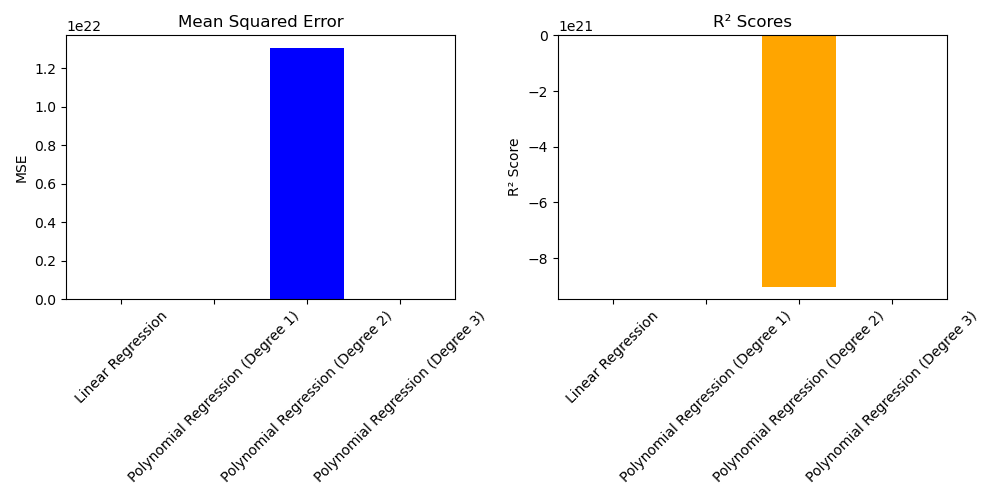 Mean Squared Error
1e22
1.2
1.0
0.8
0.6
0.4
0.2
0.0
MSE
Linear Regression
Polynomial Regression (Degree 1)
Polynomial Regression (Degree 2)
Polynomial Regression (Degree 3)
R² Scores
1e21
0
−2
−4
−6
−8
R² Score
Linear Regression
Polynomial Regression (Degree 1)
Polynomial Regression (Degree 2)
Polynomial Regression (Degree 3)